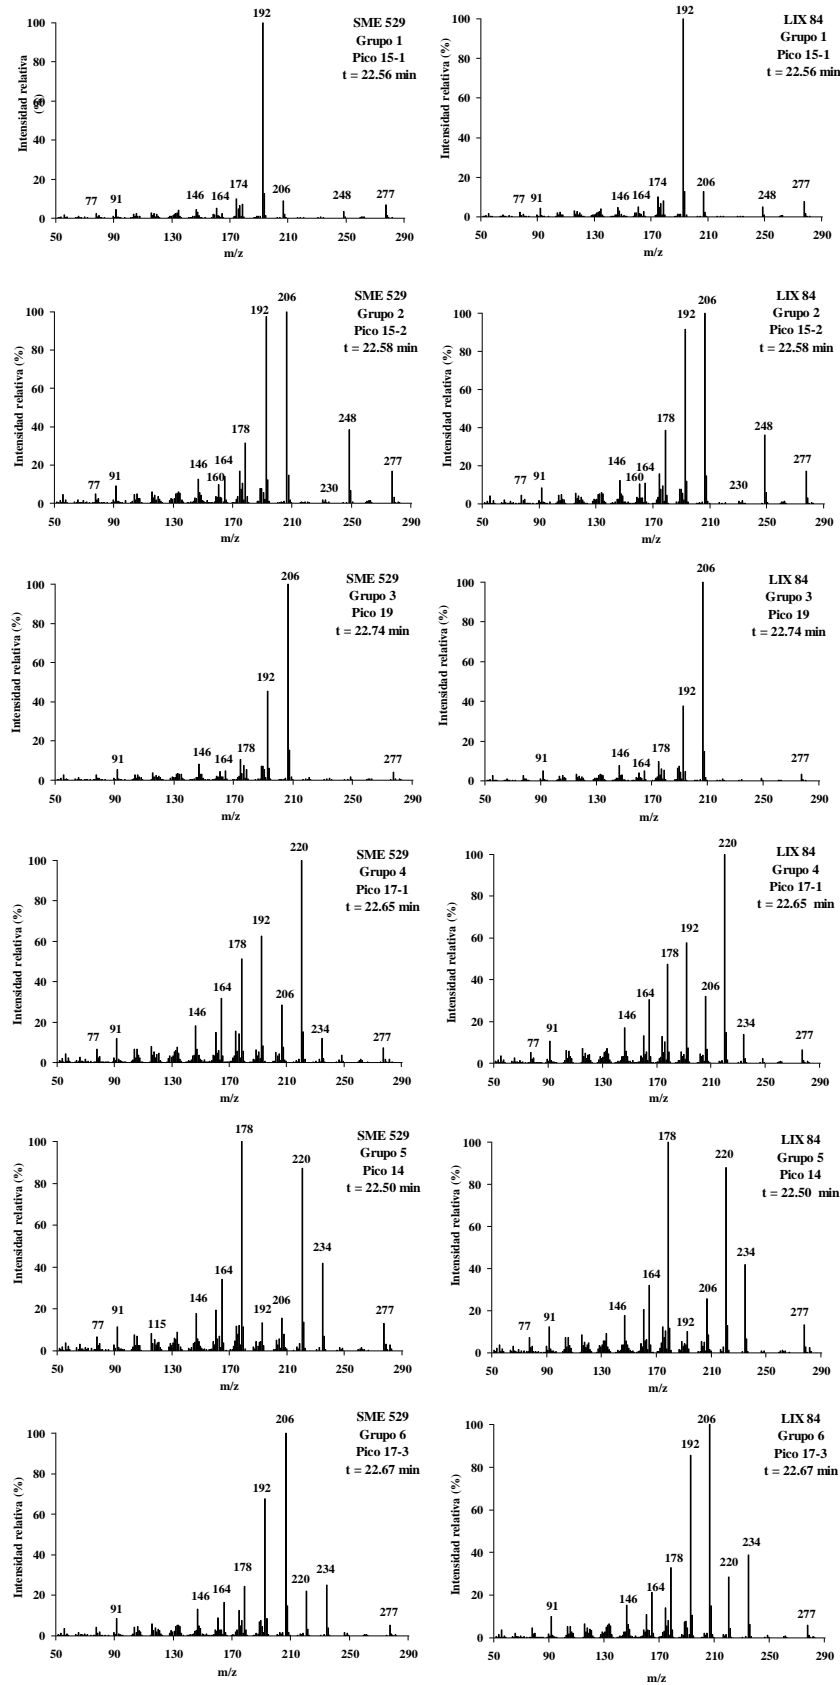 SME 529
Grupo 1
Pico 15-1
t = 22.56 min
Intensidad relativa
(%)
100
80
60
40
20
0
192
77
91
146
164
174
206
248
277
50 90 130 170 210 250 290
m/z
LIX 84
Grupo 1
Pico 15-1
t = 22.56 min
Intensidad relativa (%)
100
80
60
40
20
0
192
77
91
146
164
174
206
248
277
50 90 130 170 210 250 290
m/z
SME 529
Grupo 2
Pico 15-2
t = 22.58 min
Intensidad relativa (%)
100
80
60
40
20
0
192
206
77
91
146
160
164
178
230
248
277
50 90 130 170 210 250 290
m/z
LIX 84
Grupo 2
Pico 15-2
t = 22.58 min
Intensidad relativa (%)
100
80
60
40
20
0
192
206
77
91
146
160
164
178
230
248
277
50 90 130 170 210 250 290
m/z
SME 529
Grupo 3
Pico 19
t = 22.74 min
Intensidad relativa (%)
100
80
60
40
20
0
206
192
91
146
164
178
277
50 90 130 170 210 250 290
m/z
LIX 84
Grupo 3
Pico 19
t = 22.74 min
Intensidad relativa (%)
100
80
60
40
20
0
206
192
91
146
164
178
277
50 90 130 170 210 250 290
m/z
SME 529
Grupo 4
Pico 17-1
t = 22.65 min
Intensidad relativa (%)
100
80
60
40
20
0
220
192
178
164
146
77
91
206
234
277
50 90 130 170 210 250 290
m/z
LIX 84
Grupo 4
Pico 17-1
t = 22.65 min
Intensidad relativa (%)
100
80
60
40
20
0
220
192
178
164
146
77
91
206
234
277
50 90 130 170 210 250 290
m/z
SME 529
Grupo 5
Pico 14
t = 22.50 min
Intensidad relativa (%)
100
80
60
40
20
0
178
220
234
164
146
77
91
115
192
206
277
50 90 130 170 210 250 290
m/z
LIX 84
Grupo 5
Pico 14
t = 22.50 min
Intensidad relativa (%)
100
80
60
40
20
0
178
220
234
164
146
77
91
192
206
277
50 90 130 170 210 250 290
m/z
SME 529
Grupo 6
Pico 17-3
t = 22.67 min
Intensidad relativa (%)
100
80
60
40
20
0
206
192
178
164
146
91
220
234
277
50 90 130 170 210 250 290
m/z
LIX 84
Grupo 6
Pico 17-3
t = 22.67 min
Intensidad relativa (%)
100
80
60
40
20
0
206
192
178
164
146
91
220
234
277
50 90 130 170 210 250 290
m/z